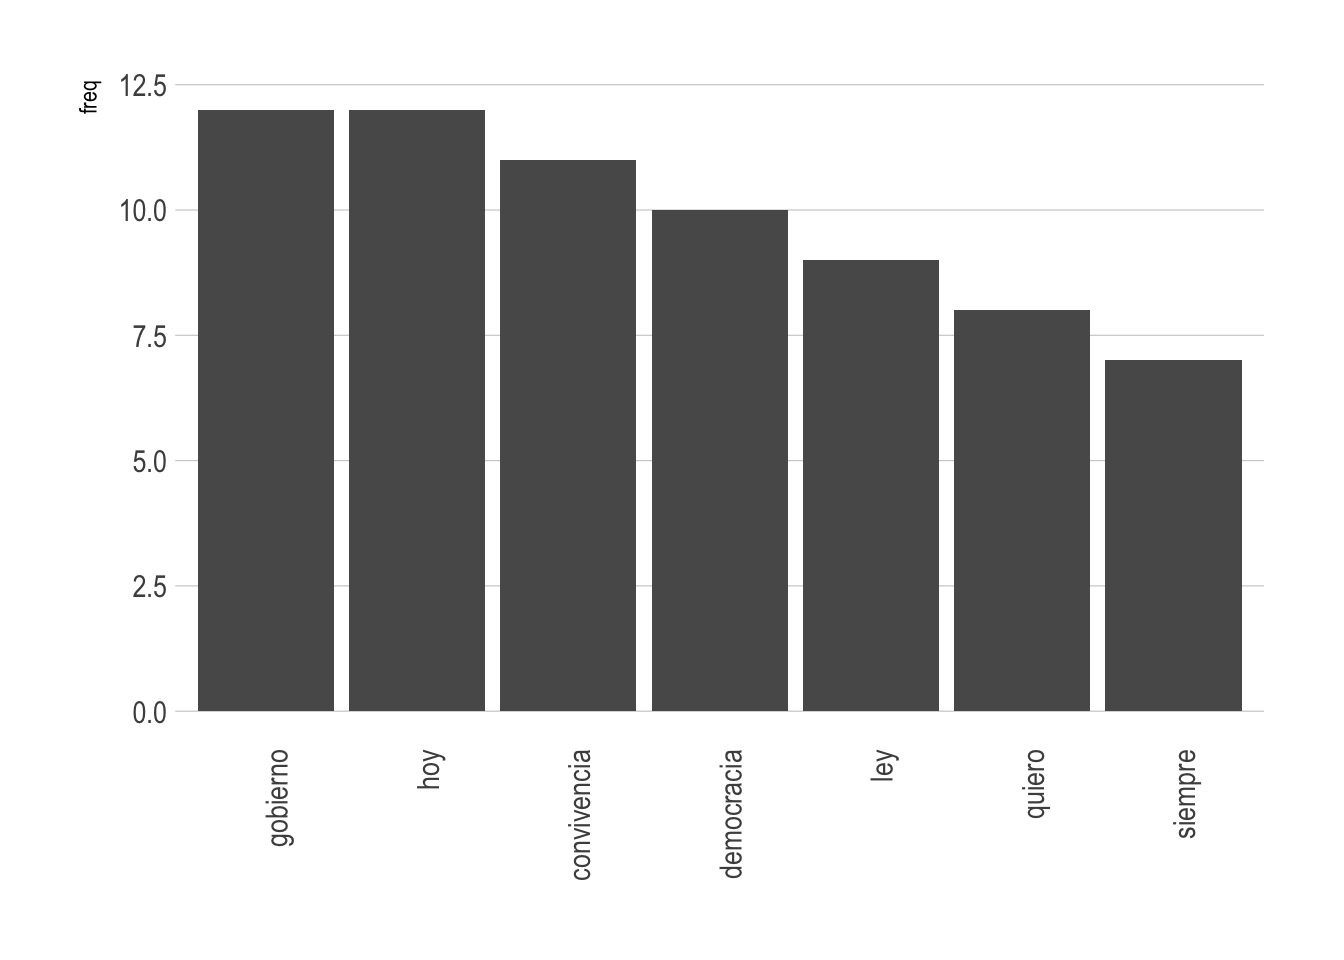 freq
12.5
10.0
7.5
5.0
2.5
0.0
gobierno
hoy
convivencia
democracia
ley
quiero
siempre